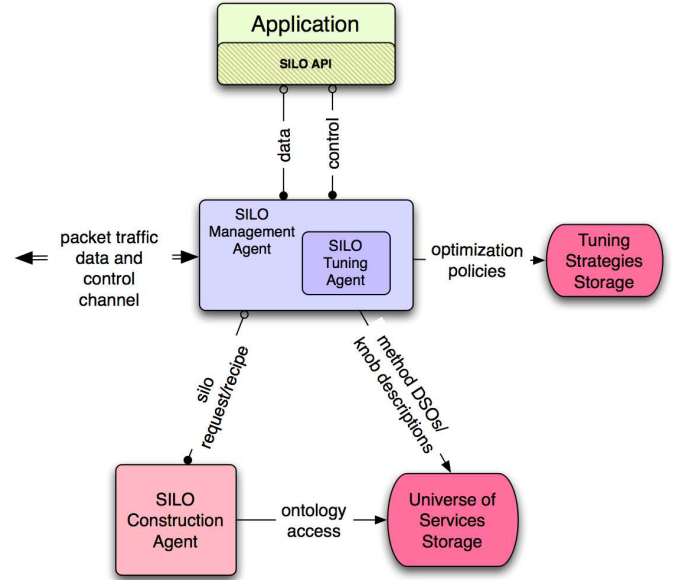 Application
SILO API
data
control
SILO
Management
Agent
SILO
Tuning
Agent
packet traffic
data and
control
channel
optimization
policies
Tuning
Strategies
Storage
silo
request/recipe
method DSOs/
knob descriptions
SILO
Construction
Agent
ontology
access
Universe of
Services
Storage